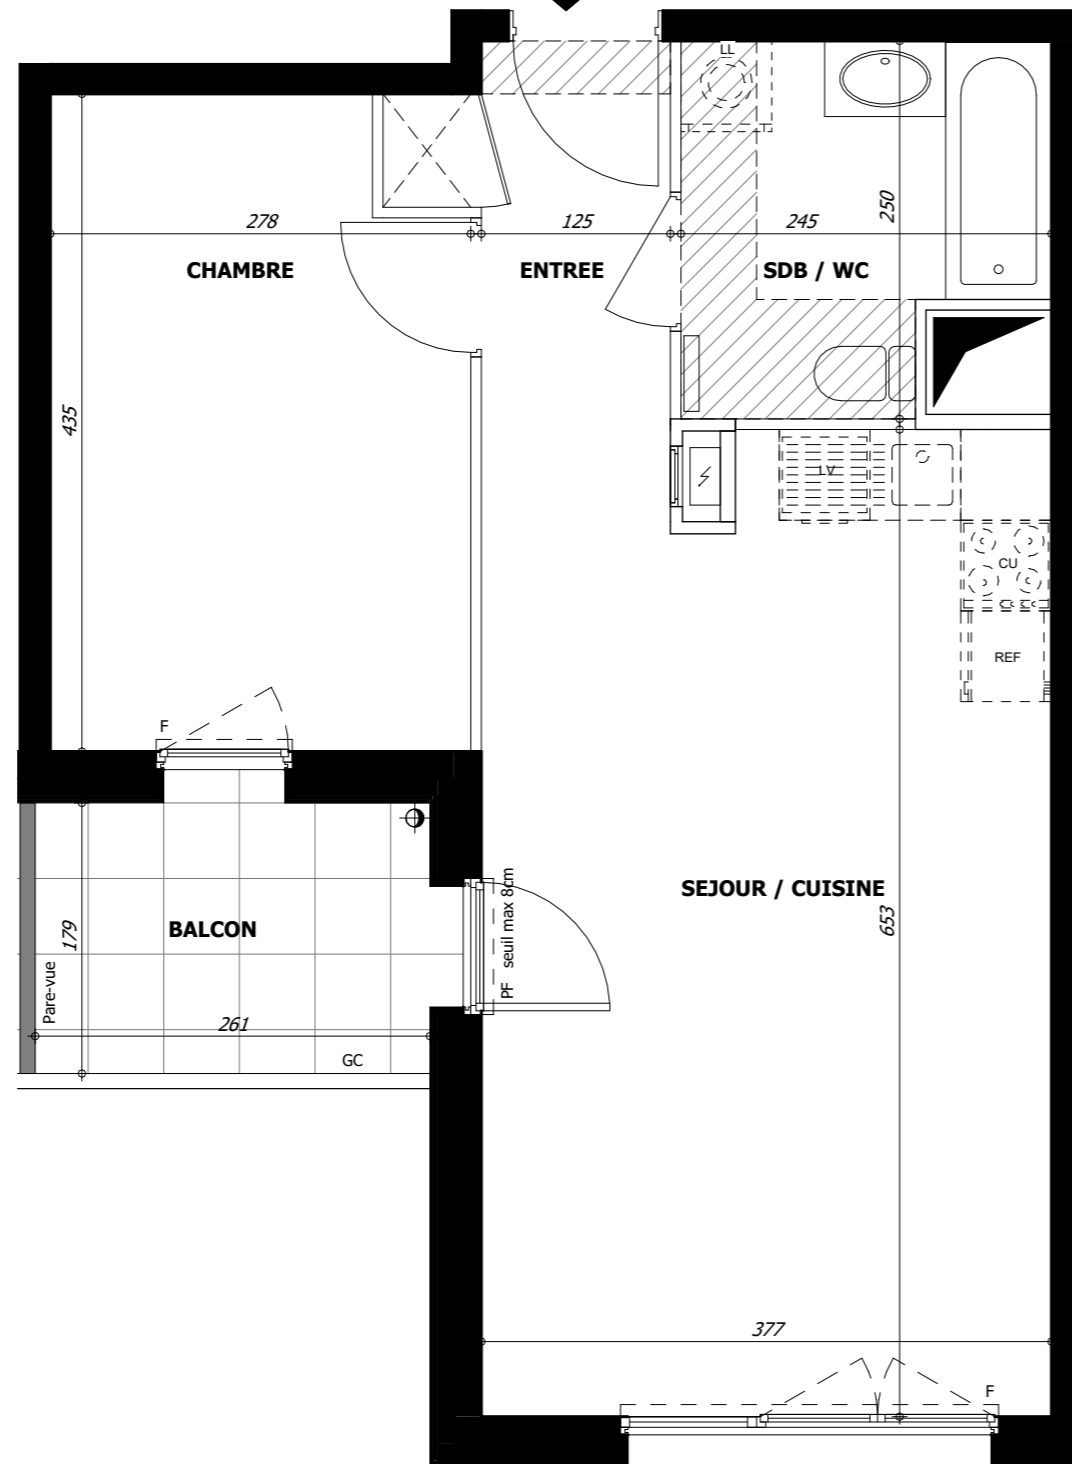 LL
278
125
245
250
CHAMBRE
ENTREE
SDB / WC
435
LV
CU
REF
F
BALCON
179
Pare-vue
261
GC
PF seuil max 8cm
SEJOUR / CUISINE
653
377
F